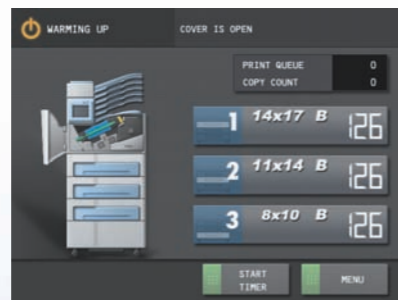 WARMING UP
COVER IS OPEN
PRINT QUEUE 0
COPY COUNT 0
1 14x17 B 126
2 11x14 B 126
3 8x10 B 126
START
TIMER
MENU